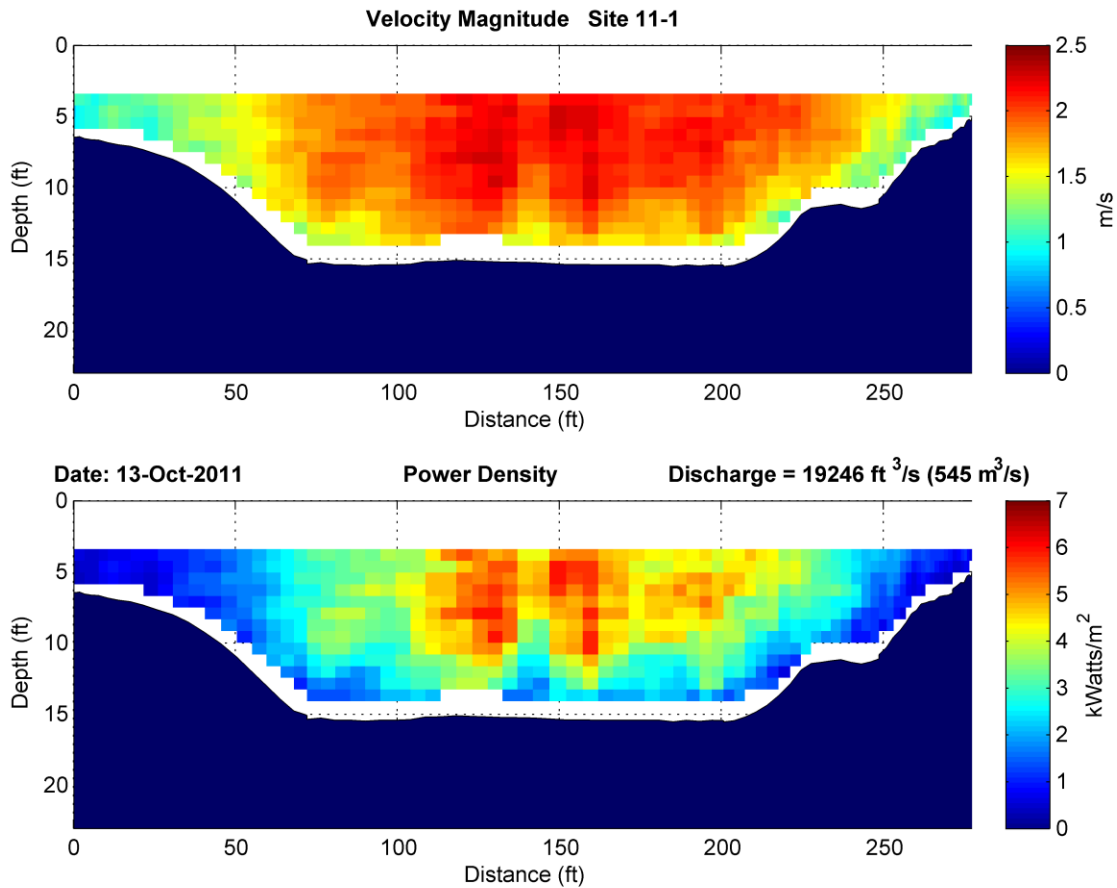 Velocity Magnitude Site 11-1
0
5
10
15
20
Depth (ft)
0 50 100 150 200 250
Distance (ft)
2.5
2
1.5
1
0.5
0
m/s
Date: 13-Oct-2011 Power Density Discharge = 19246 ft ³/s (545 m³/s)
0
5
10
15
20
Depth (ft)
0 50 100 150 200 250
Distance (ft)
7
6
5
4
3
2
1
0
kWatts/m²